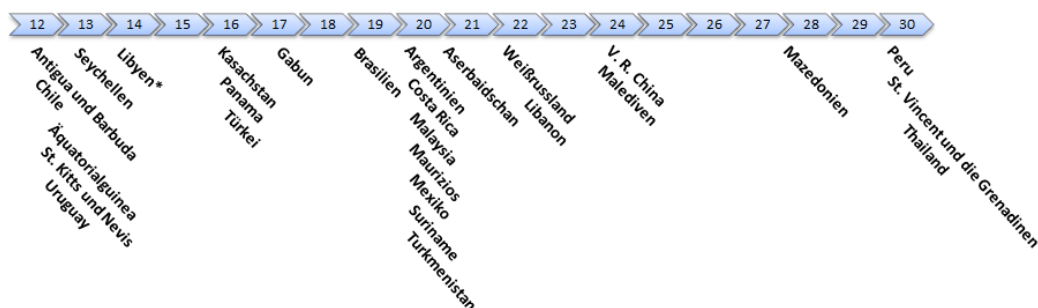 12 13 14 15 16 17 18 19 20 21 22 23 24 25 26 27 28 29 30
Antigua und Barbuda
Chile
Äquatorialguinea
St. Kitts und Nevis
Uruguay
Seychellen
Libyen*
Kasachstan
Panama
Türkei
Gabun
Brasilien
Argentinien
Costa Rica
Malaysia
Maurizios
Mexiko
Suriname
Turkmenistan
Aserbaidschan
Weißrussland
Libanon
V. R. China
Malediven
Mazedonien
Peru
St. Vincent und die Grenadinen
Thailand